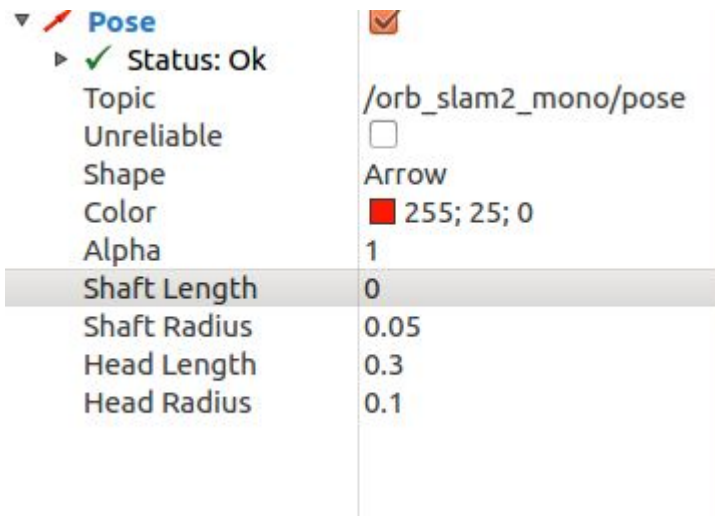 Pose
Status: Ok
Topic /orb_slam2_mono/pose
Unreliable
Shape Arrow
Color 255; 25; 0
Alpha 1
Shaft Length 0
Shaft Radius 0.05
Head Length 0.3
Head Radius 0.1